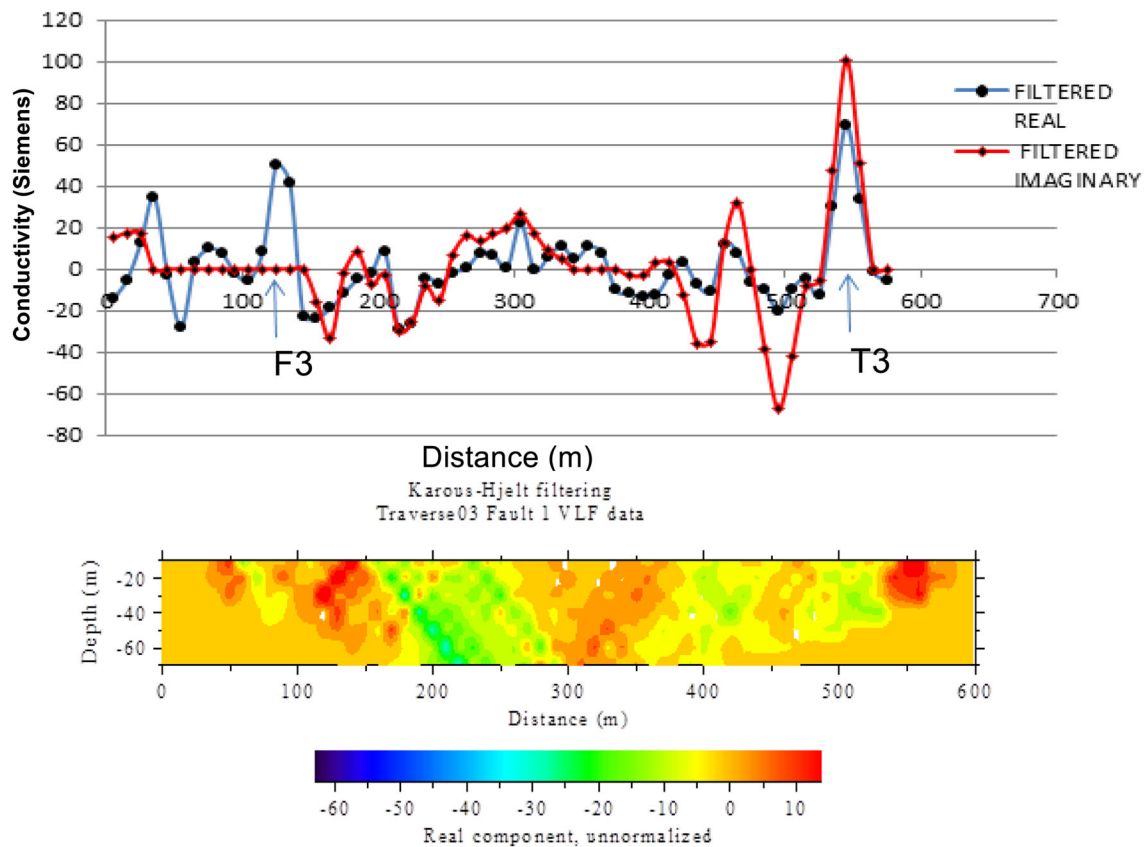 120
100
80
60
40
20
0
-20
-40
-60
-80
Conductivity (Siemens)
0 100 200 300 400 500 600 700
FILTERED
REAL
FILTERED
IMAGINARY
F3
T3
Distance (m)
Karous-Hjelt filtering
Traverse03 Fault 1 VLF data
Depth (m)
-20
-40
-60
0 100 200 300 400 500 600
Distance (m)
-60 -50 -40 -30 -20 -10 0 10
Real component, unnormalized